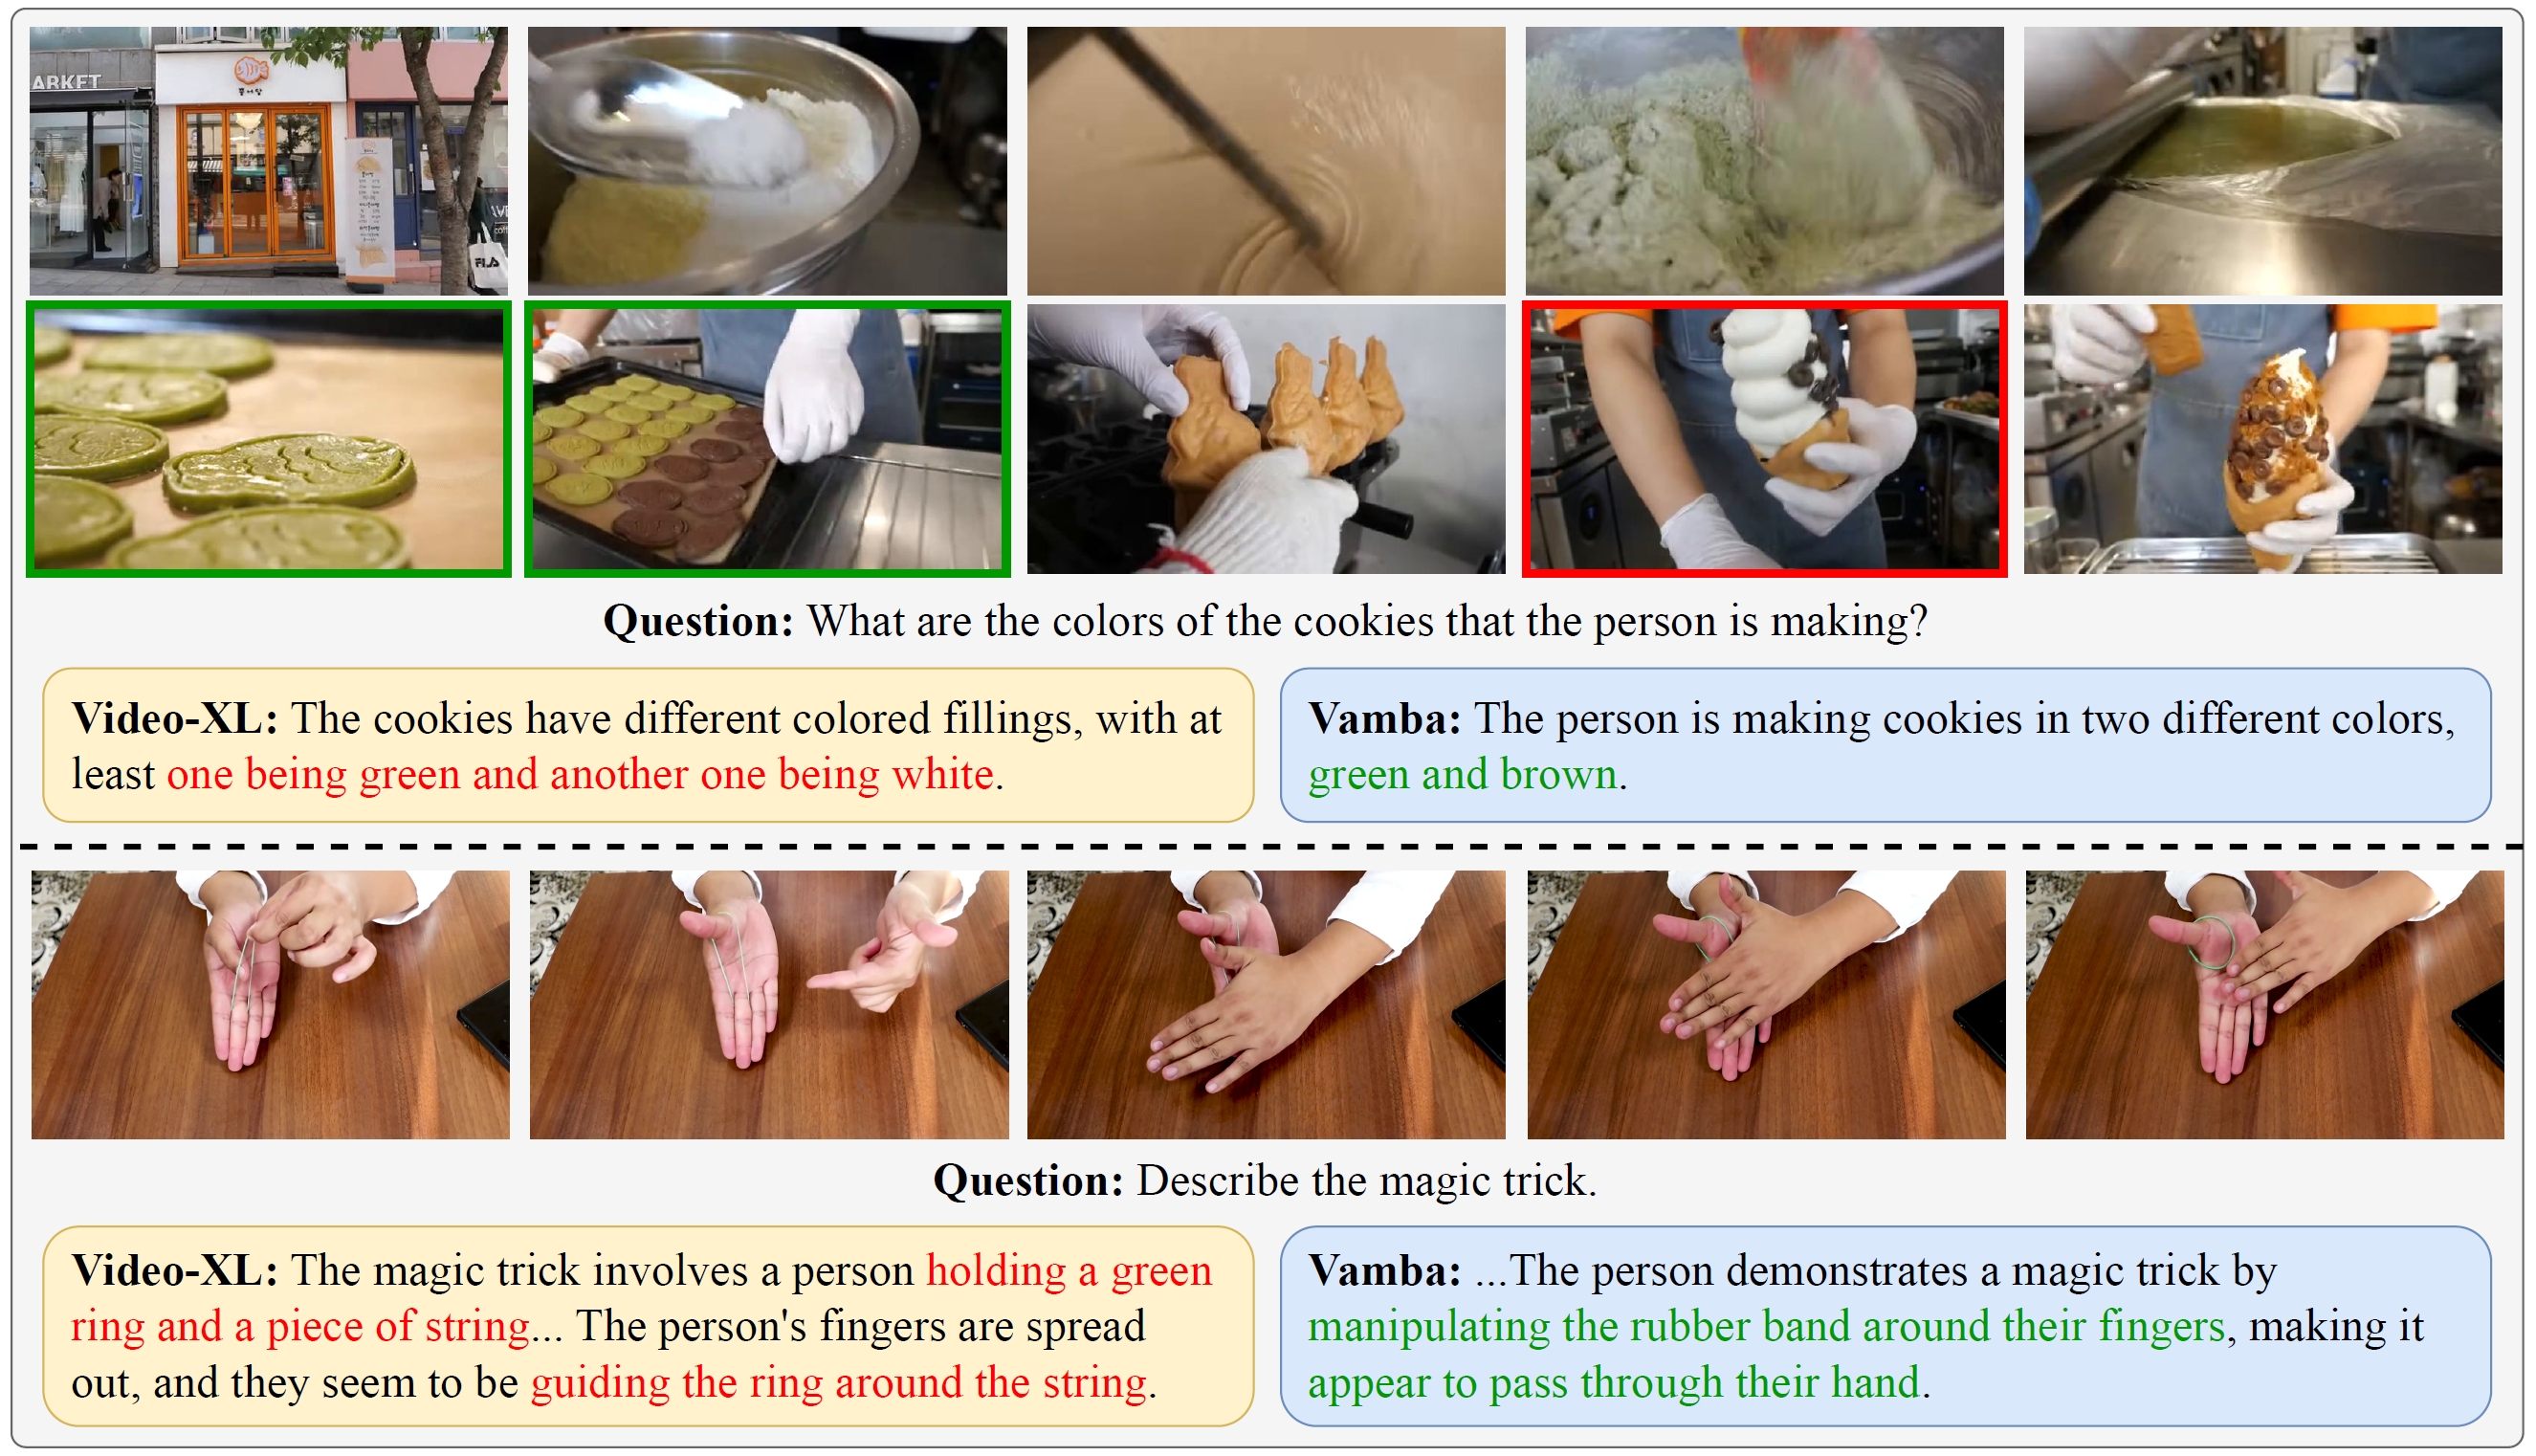 ARKET
붕어당
FILA
Question: What are the colors of the cookies that the person is making?
Video-XL: The cookies have different colored fillings, with at
least one being green and another one being white.
Vamba: The person is making cookies in two different colors,
green and brown.
Question: Describe the magic trick.
Video-XL: The magic trick involves a person holding a green
ring and a piece of string... The person's fingers are spread
out, and they seem to be guiding the ring around the string.
Vamba: ...The person demonstrates a magic trick by
manipulating the rubber band around their fingers, making it
appear to pass through their hand.